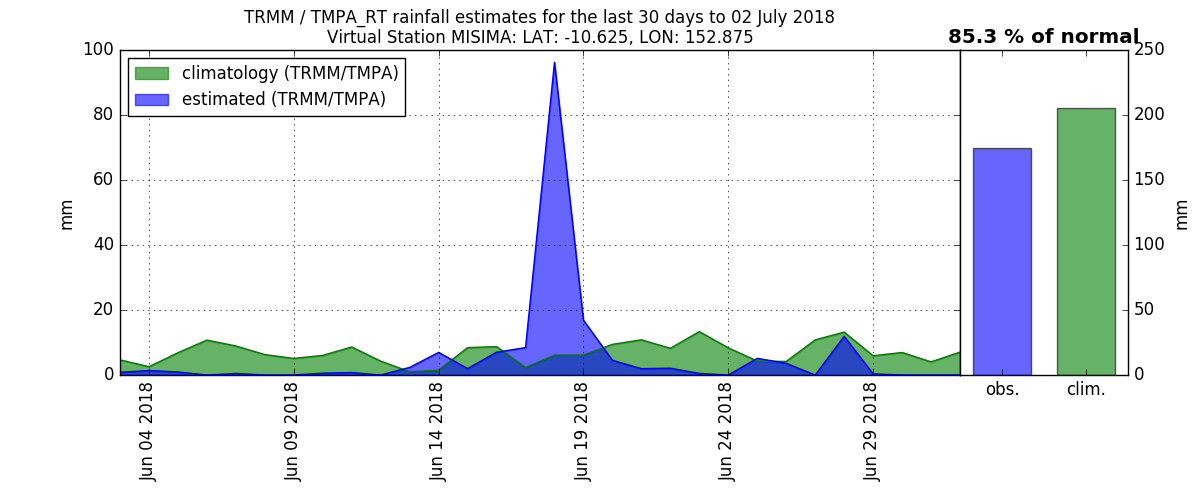 TRMM / TMPA_RT rainfall estimates for the last 30 days to 02 July 2018
Virtual Station MISIMA: LAT: -10.625, LON: 152.875
85.3 % of normal
climatology (TRMM/TMPA)
estimated (TRMM/TMPA)
100
80
60
40
20
0
mm
Jun 04 2018
Jun 09 2018
Jun 14 2018
Jun 19 2018
Jun 24 2018
Jun 29 2018
obs.
clim.
250
200
150
100
50
0
mm